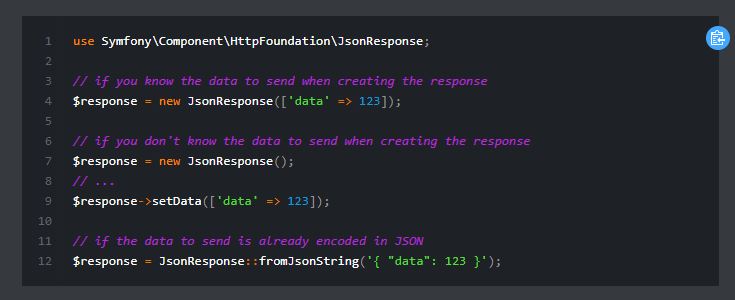 1 use Symfony\Component\HttpFoundation\JsonResponse;
2
3 // if you know the data to send when creating the response
4 $response = new JsonResponse(['data' => 123]);
5
6 // if you don't know the data to send when creating the response
7 $response = new JsonResponse();
8 // ...
9 $response->setData(['data' => 123]);
10
11 // if the data to send is already encoded in JSON
12 $response = JsonResponse::fromJsonString('{ "data": 123 }');